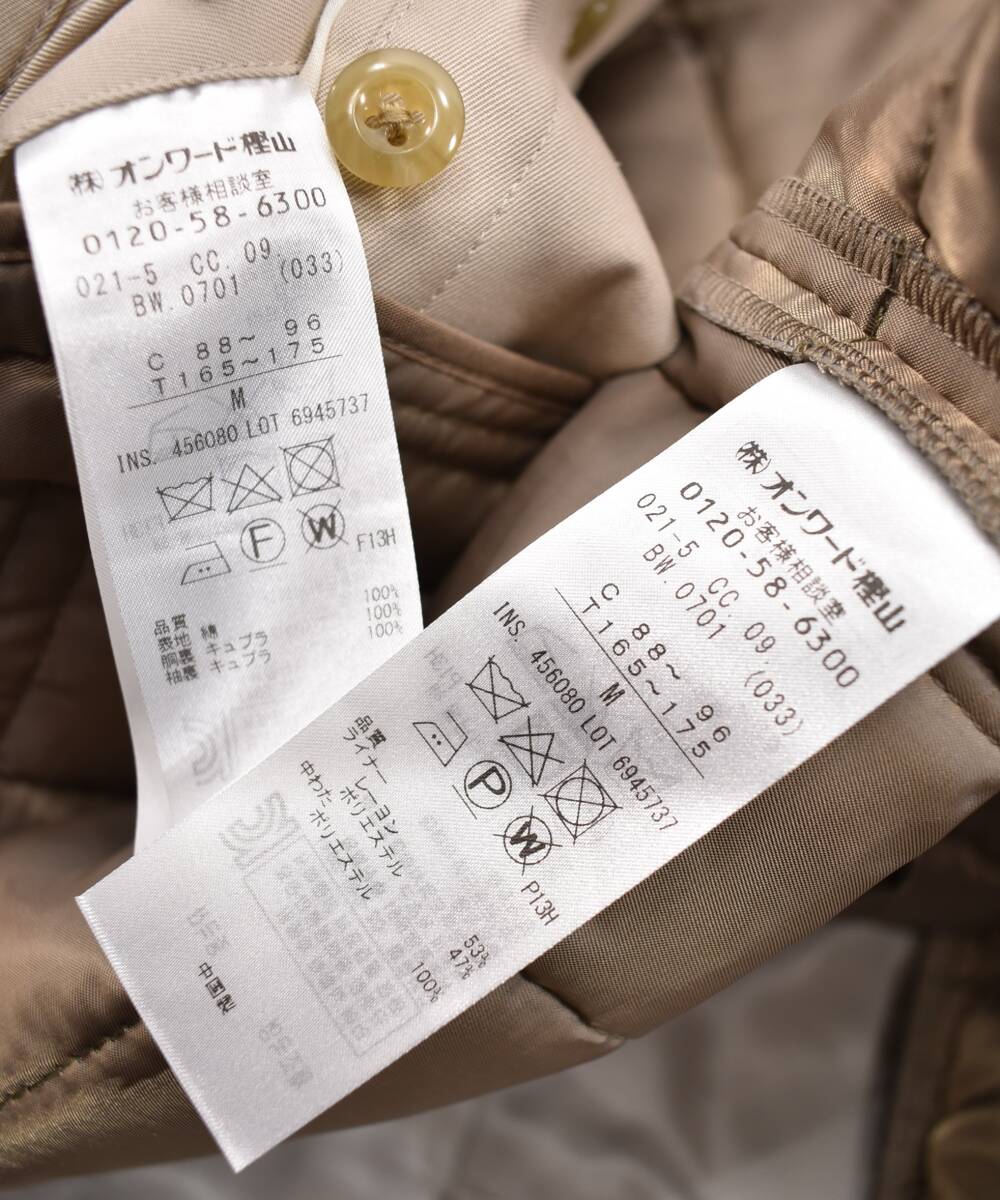 (株)オンワード樫山
お客様相談室
0120-58-6300
021-5 CC. 09
BW. 0701 (033)
C 88～ 96
T 165～175
M
INS. 456080 LOT 6945737
F
W
F13H
品質
表地 綿 100%
胴裏 キュプラ 100%
袖裏 キュプラ 100%
(株)オンワード樫山
お客様相談室
0120-58-6300
021-5 CC. 09.
BW. 0701 (033)
C 88～ 96
T 165～175
M
INS. 456080 LOT 6945737
P
W
P13H
品質
ライナー レーヨン 53%
ポリエステル 47%
中わた ポリエステル 100%
中国製